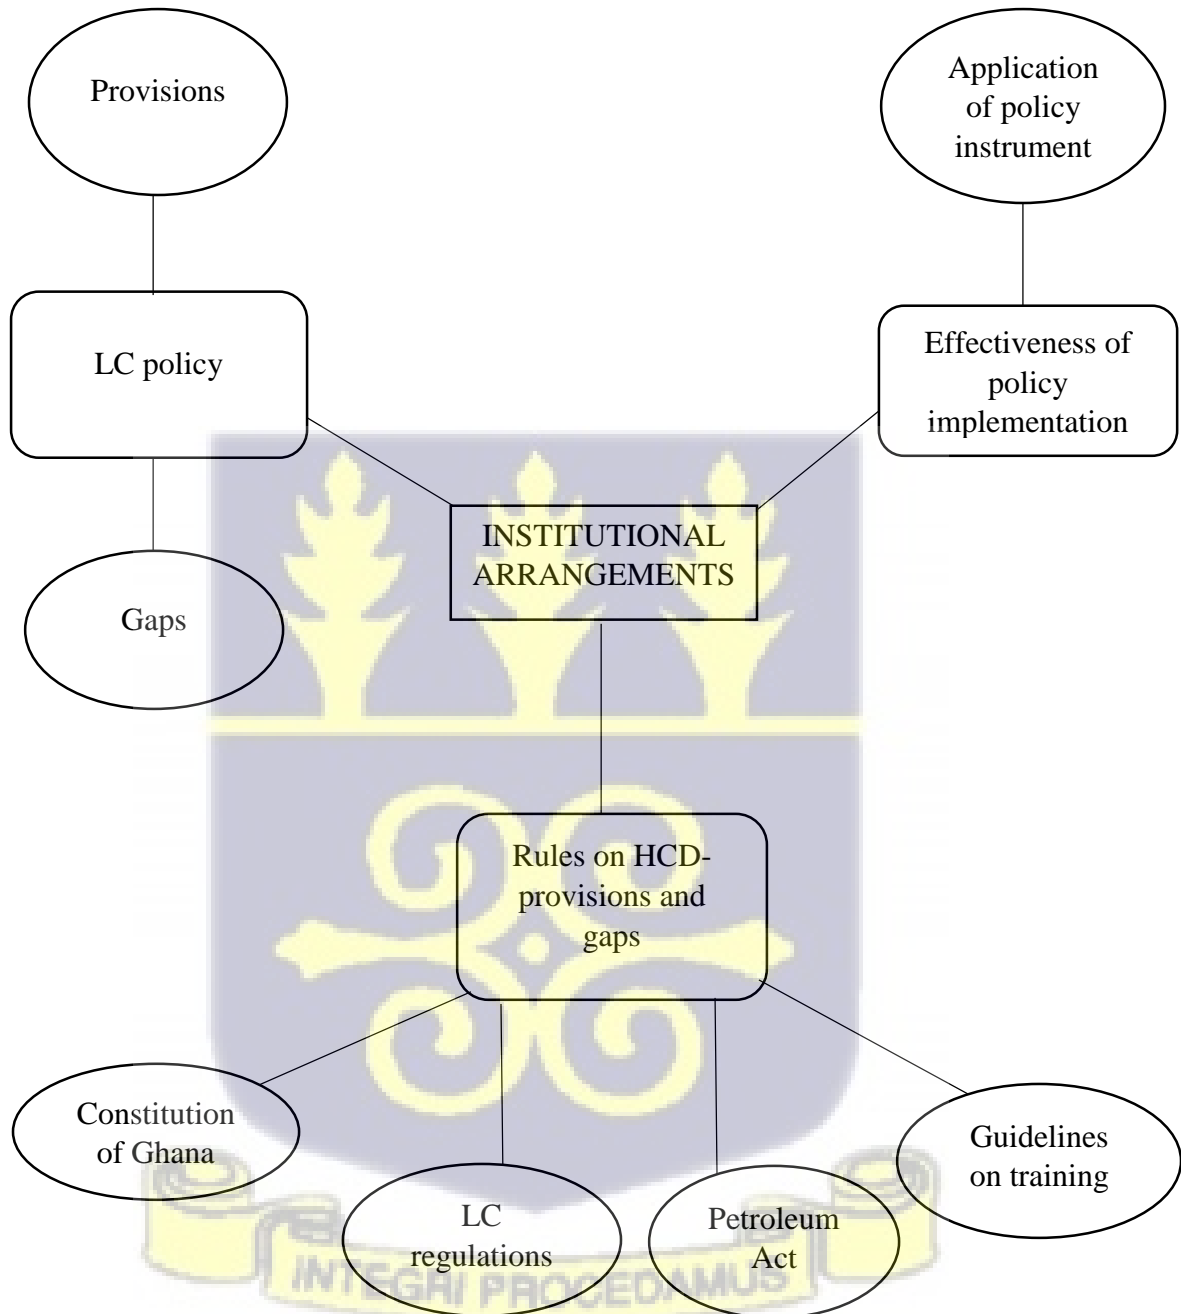 Provisions
Application
of policy
instrument
LC policy
Effectiveness of
policy
implementation
INSTITUTIONAL
ARRANGEMENTS
Gaps
Rules on HCD-
provisions and
gaps
Constitution
of Ghana
LC
regulations
Petroleum
Act
Guidelines
on training
INTEGRI PROCEDAMUS